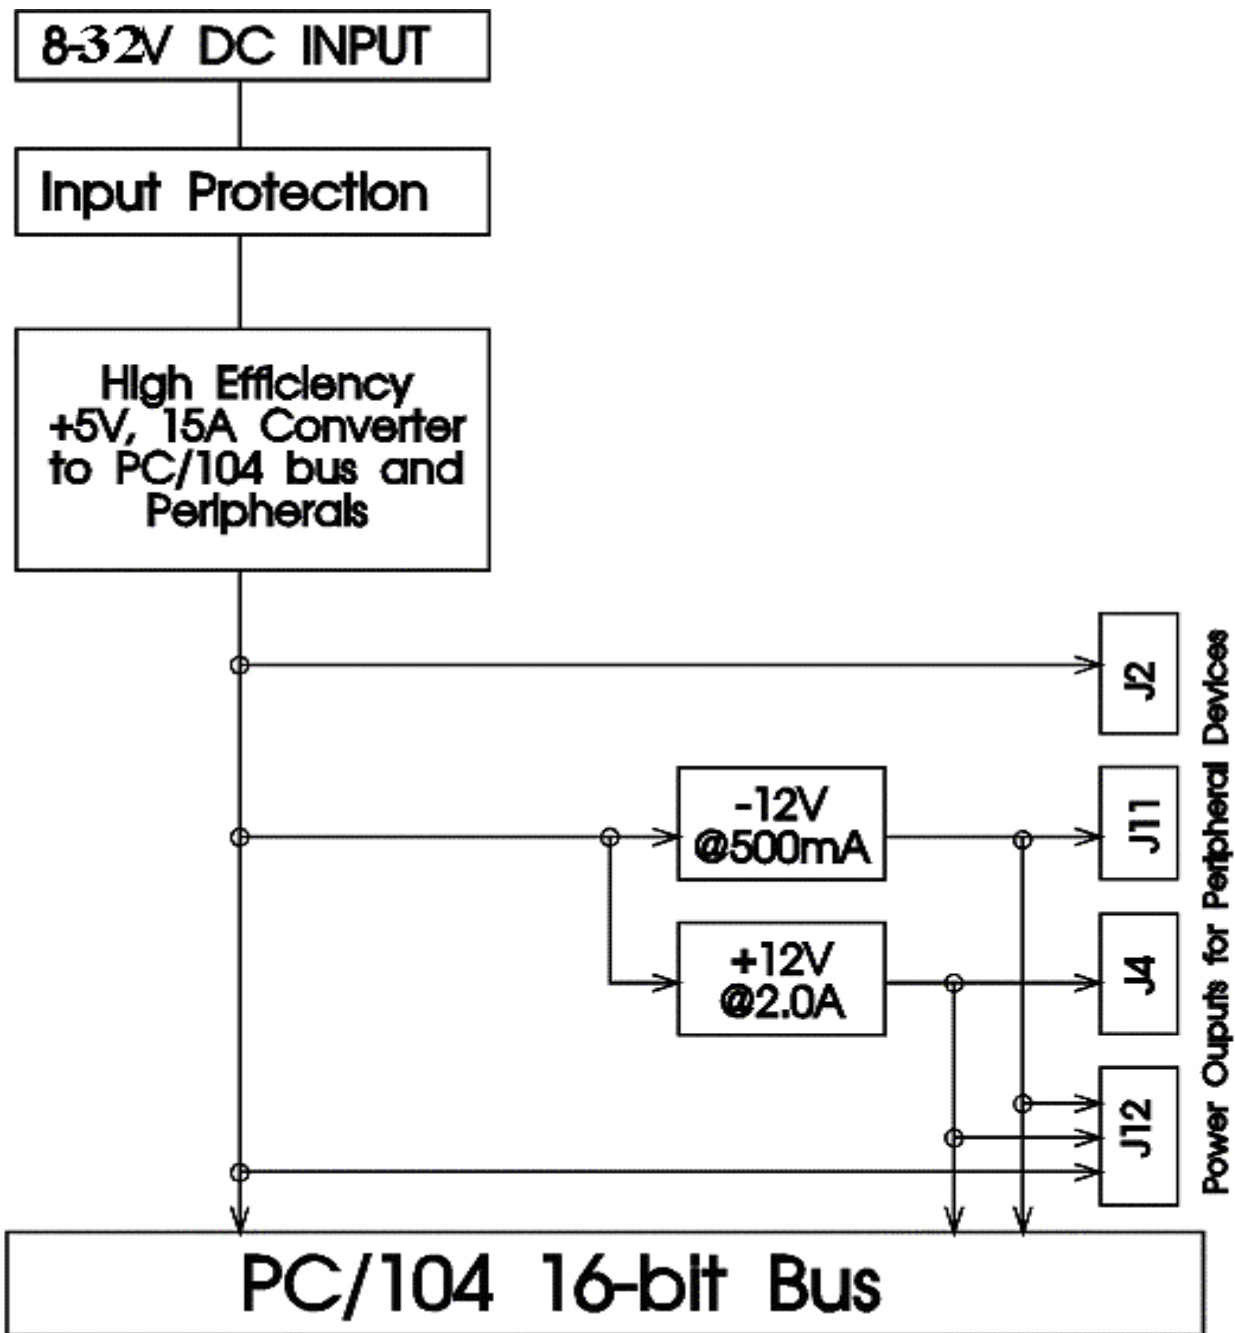 8-32V DC INPUT
Input Protection
High Efficiency
+5V, 15A Converter
to PC/104 bus and
Peripherals
J2
-12V
@500mA
J11
+12V
@2.0A
J4
J12
Power Ouputs for Peripheral Devices
PC/104 16-bit Bus